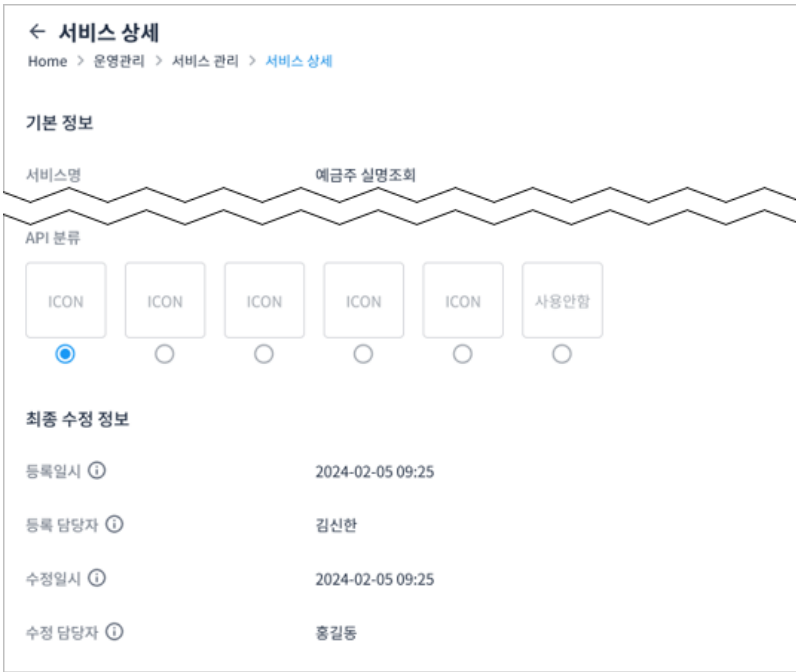 ← 서비스 상세
Home > 운영관리 > 서비스 관리 > 서비스 상세
기본 정보
서비스명 예금주 실명조회
API 분류
ICON ICON ICON ICON ICON 사용안함
최종 수정 정보
등록일시 2024-02-05 09:25
등록 담당자 김신한
수정일시 2024-02-05 09:25
수정 담당자 홍길동